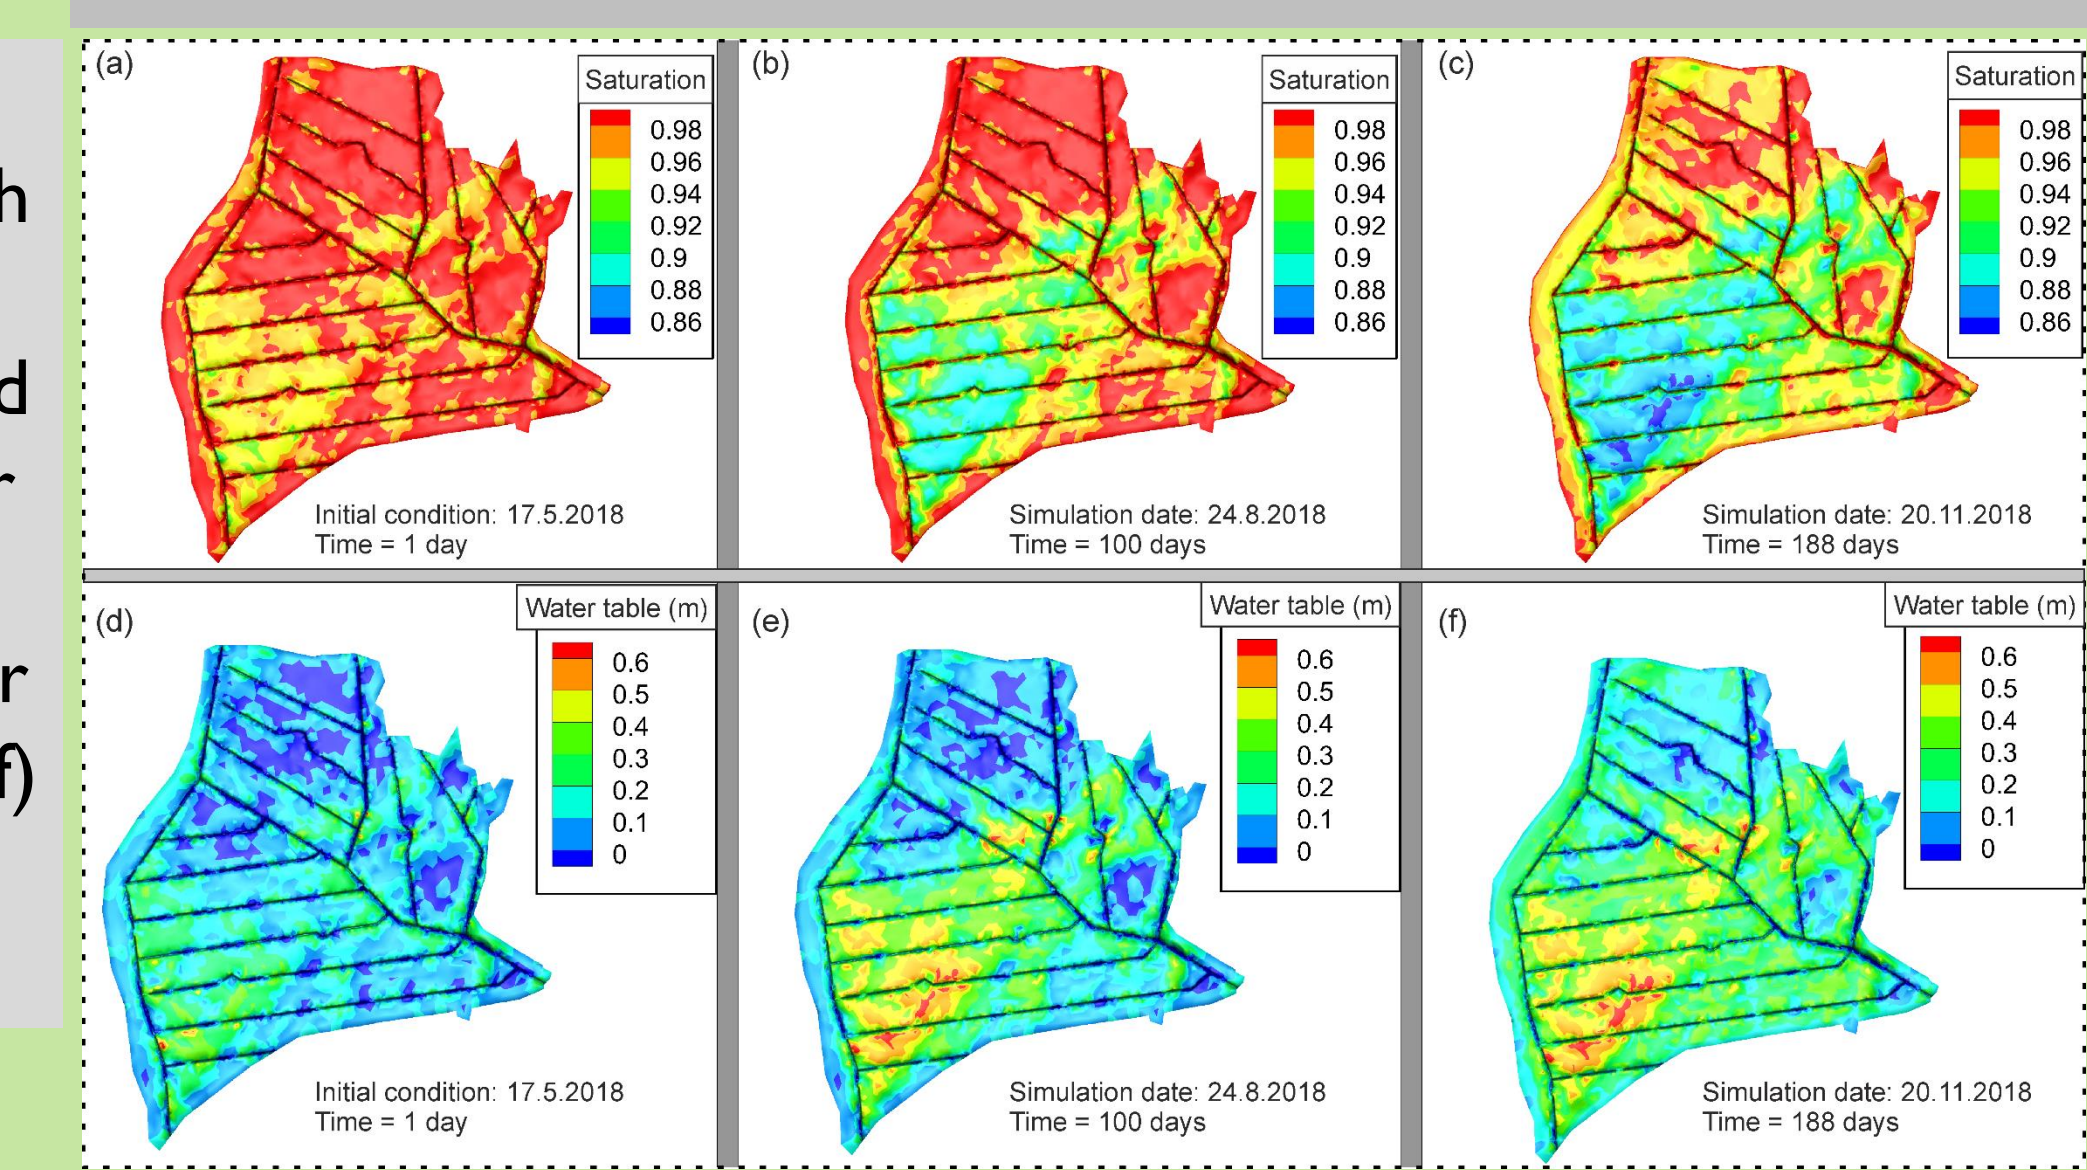 h
d
r
r
f)
(a)
Saturation
0.98
0.96
0.94
0.92
0.9
0.88
0.86
Initial condition: 17.5.2018
Time = 1 day
(b)
Saturation
0.98
0.96
0.94
0.92
0.9
0.88
0.86
Simulation date: 24.8.2018
Time = 100 days
(c)
Saturation
0.98
0.96
0.94
0.92
0.9
0.88
0.86
Simulation date: 20.11.2018
Time = 188 days
(d)
Water table (m)
0.6
0.5
0.4
0.3
0.2
0.1
0
Initial condition: 17.5.2018
Time = 1 day
(e)
Water table (m)
0.6
0.5
0.4
0.3
0.2
0.1
0
Simulation date: 24.8.2018
Time = 100 days
(f)
Water table (m)
0.6
0.5
0.4
0.3
0.2
0.1
0
Simulation date: 20.11.2018
Time = 188 days